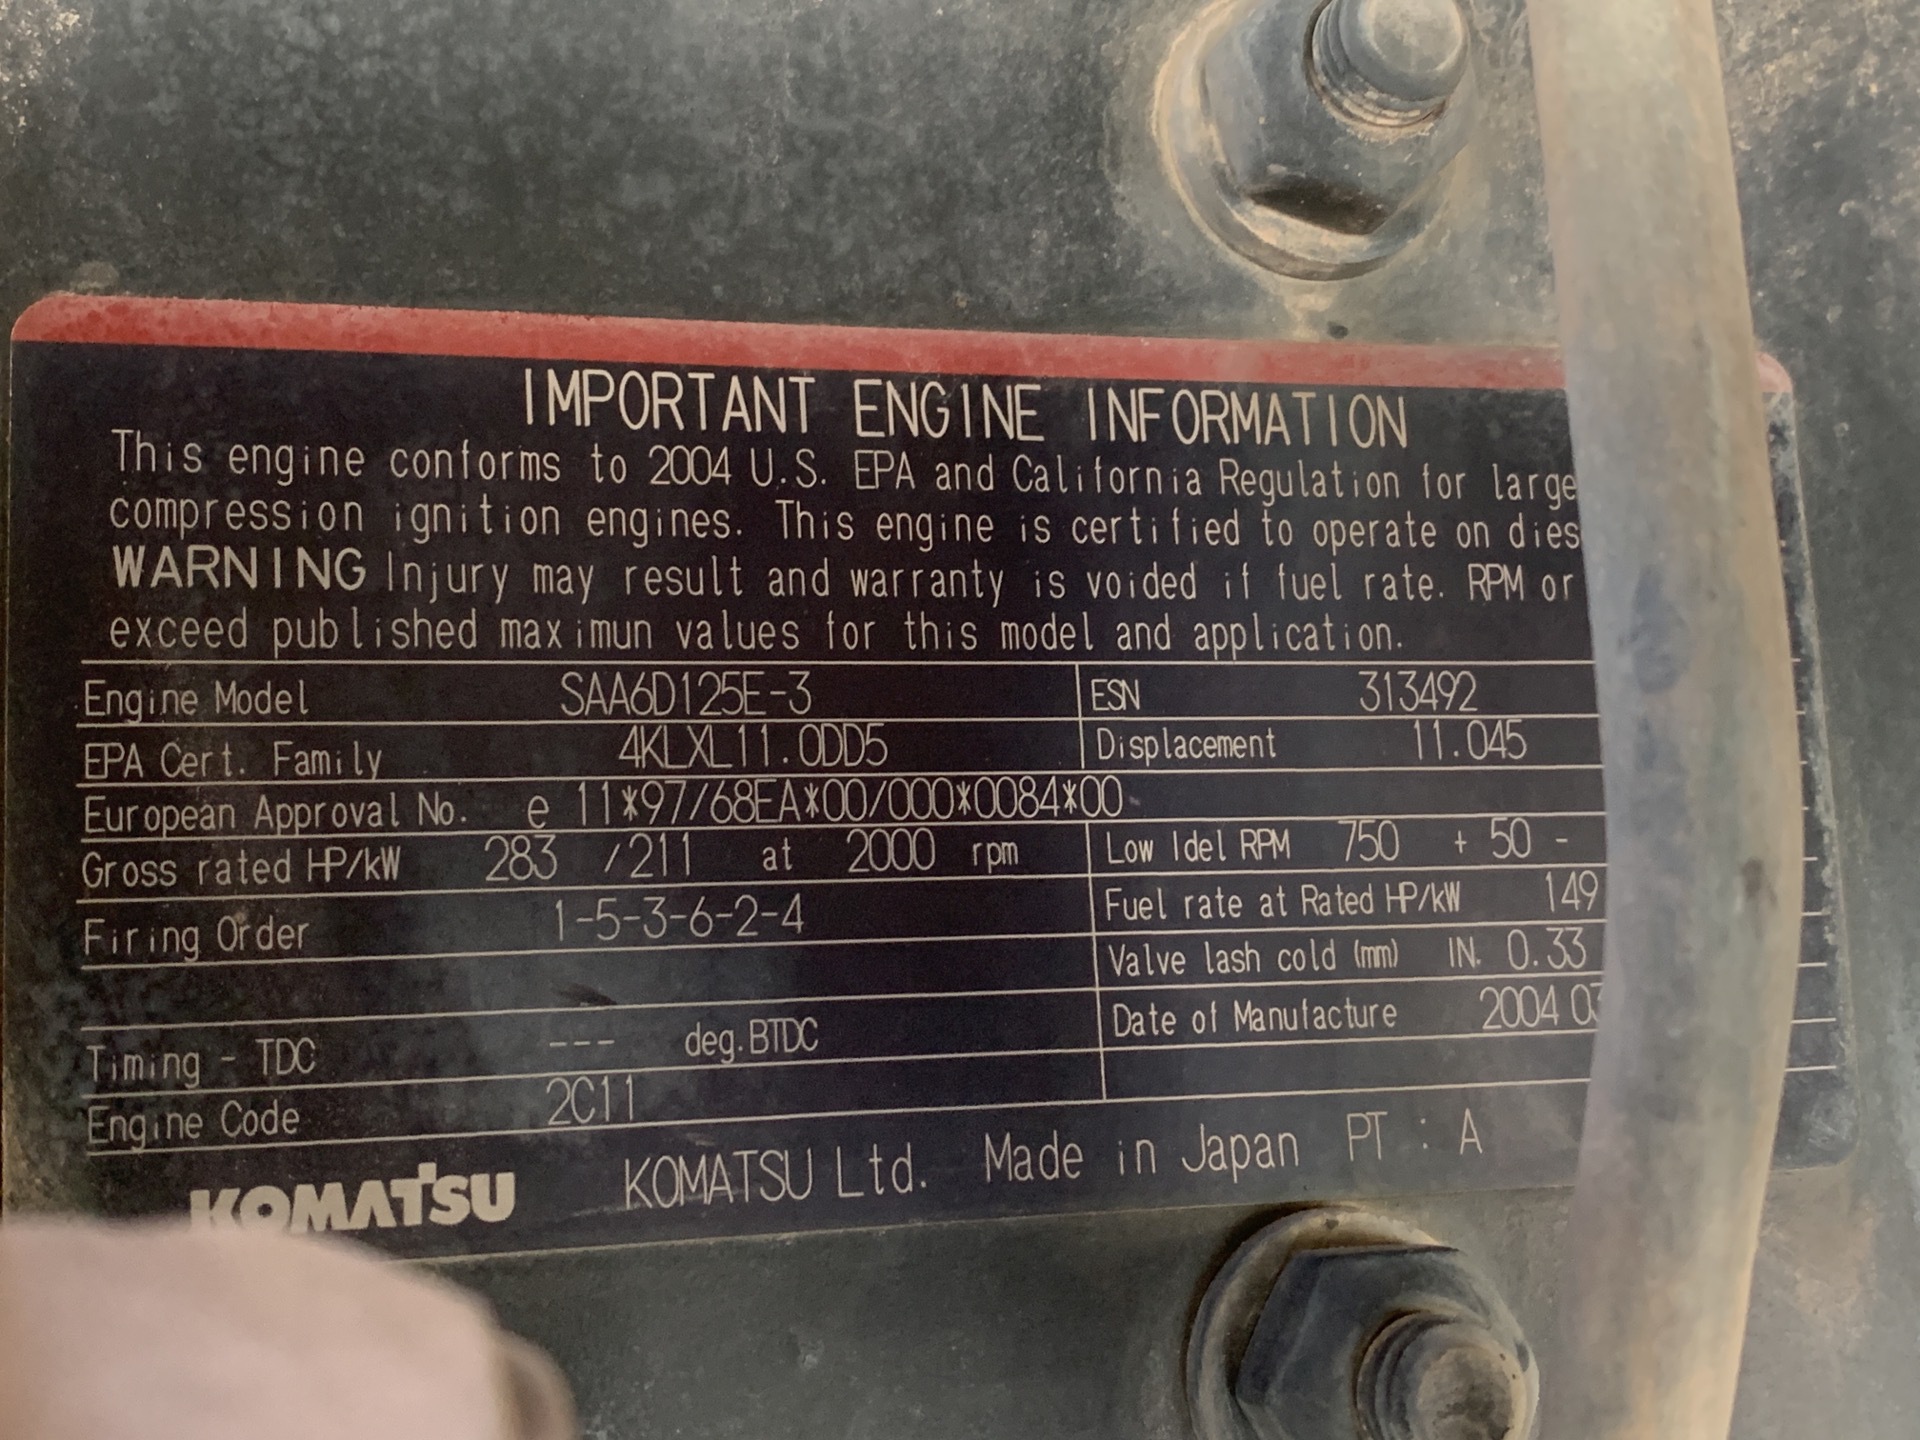 IMPORTANT ENGINE INFORMATION
This engine conforms to 2004 U.S. EPA and California Regulation for large
compression ignition engines. This engine is certified to operate on
WARNING Injury may result and warranty is voided if fuel rate. RPM or
exceed published maximun values for this model and application.
Engine Model SAA6D125E-3 ESN 313492
EPA Cert. Family 4KLXL11.0DD5 Displacement 11.045
European Approval No. e 11*97/68EA*00/000*0084*00
Gross rated HP/kW 283 /211 at 2000 rpm Low Idel RPM 750 + 50 -
Firing Order 1-5-3-6-2-4 Fuel rate at Rated HP/kW 149
Valve lash cold (mm) IN. 0.33
Timing - TDC --- deg.BTDC Date of Manufacture 2004
Engine Code 2C11
KOMATSU KOMATSU Ltd. Made in Japan PT : A